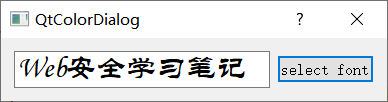 QtColorDialog
Web安全学习笔记
select font